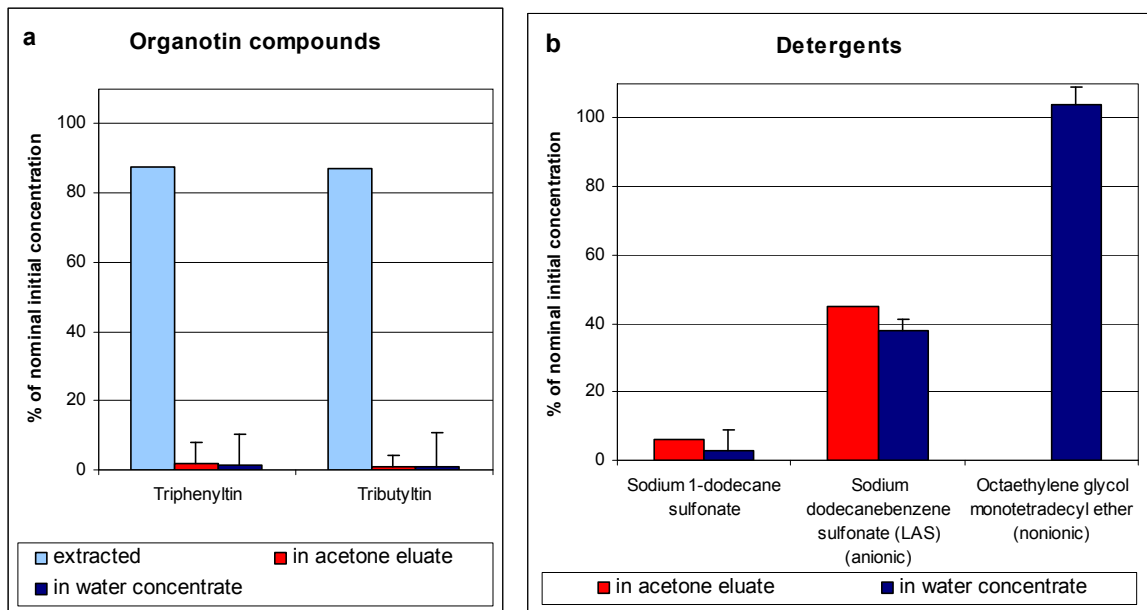 a
Organotin compounds
% of nominal initial concentration
100
80
60
40
20
0
Triphenyltin
Tributyltin
extracted
in acetone eluate
in water concentrate
b
Detergents
% of nominal initial concentration
100
80
60
40
20
0
Sodium 1-dodecane
sulfonate
Sodium
dodecanebenzene
sulfonate (LAS)
(anionic)
Octaethylene glycol
monotetradecyl ether
(nonionic)
in acetone eluate
in water concentrate